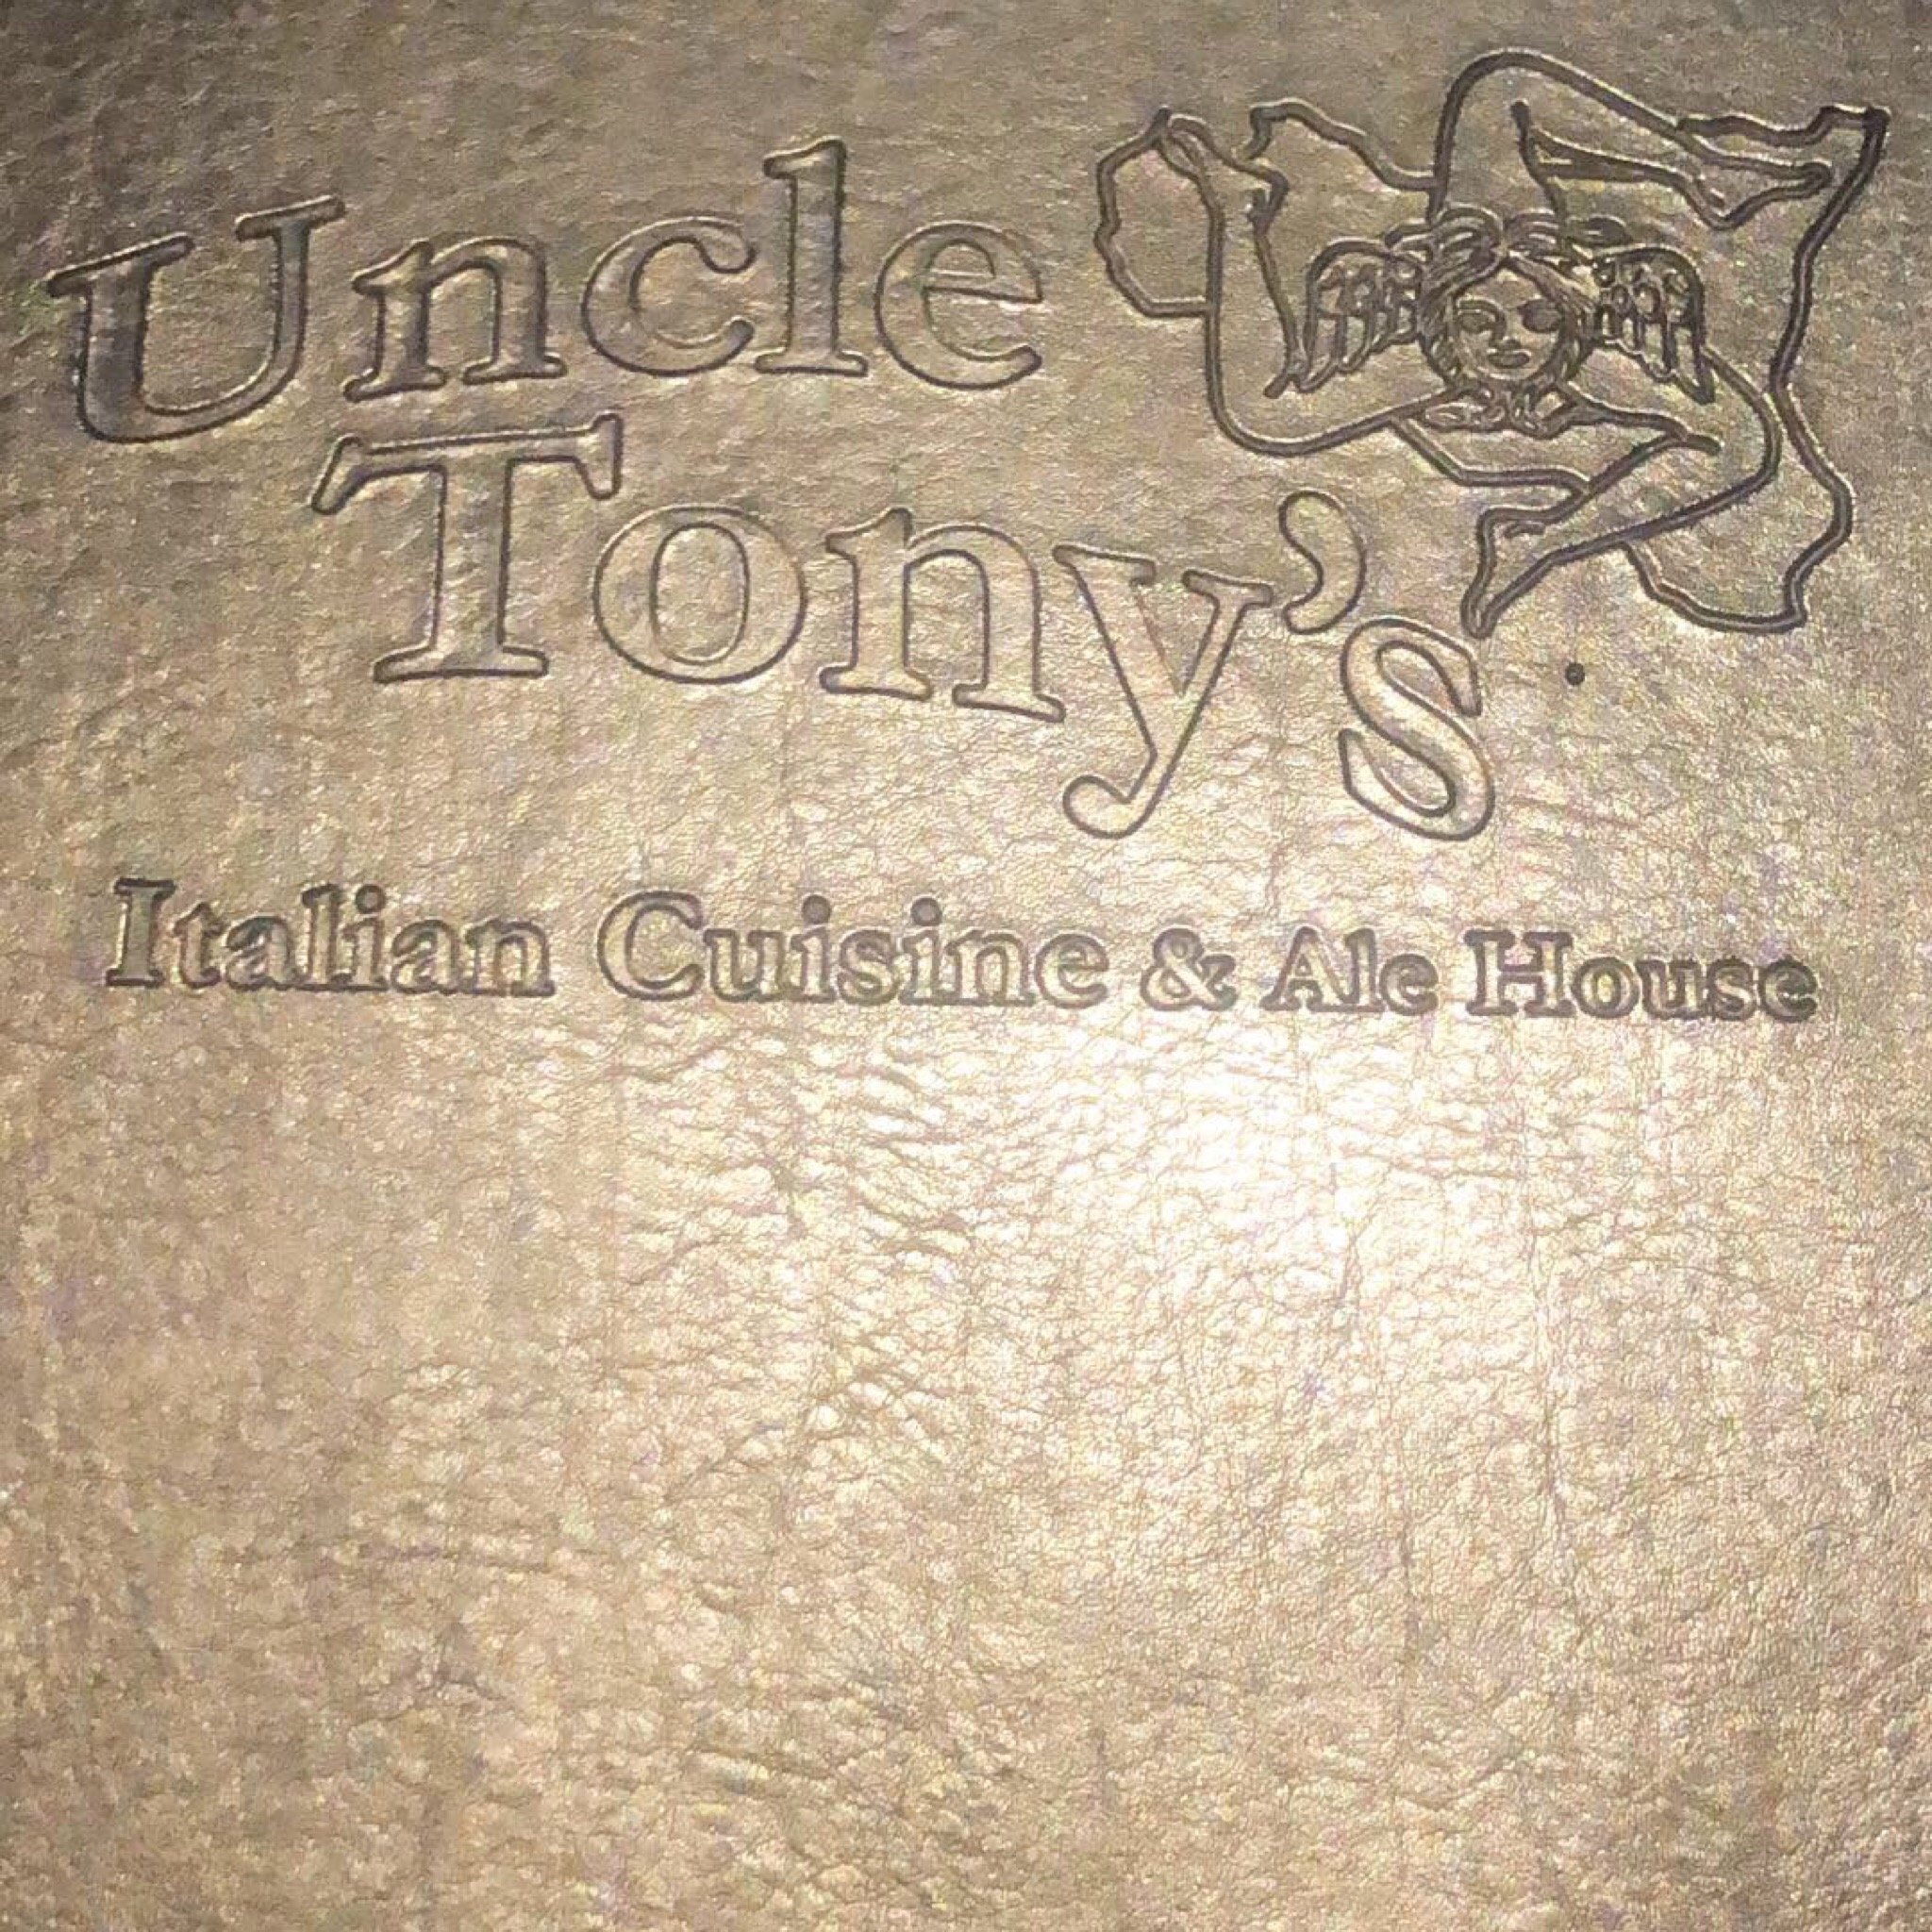 Uncle
Tony's
Italian Cuisine & Ale House